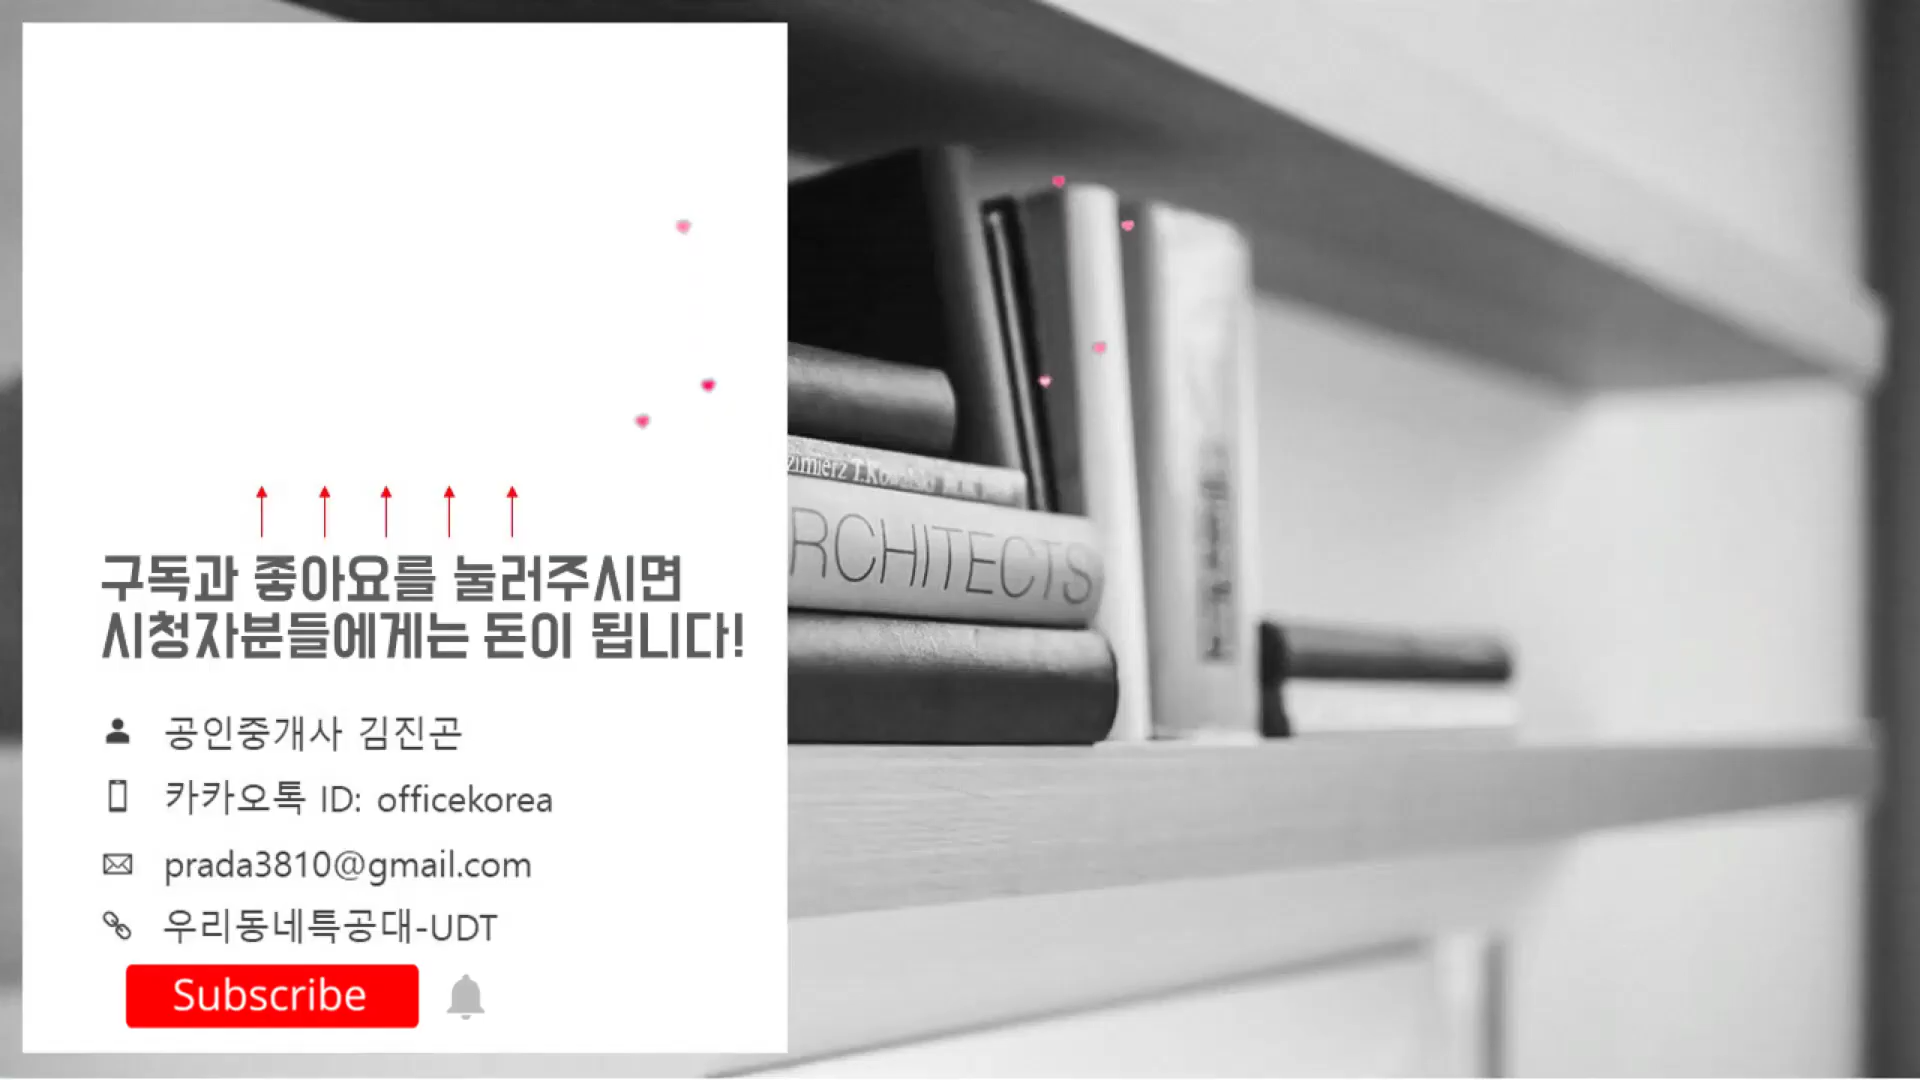 구독과 좋아요를 눌러주시면
시청자분들에게는 돈이 됩니다!
공인중개사 김진곤
카카오톡 ID: officekorea
prada3810@gmail.com
우리동네특공대-UDT
Subscribe
zimierz T.Kowalski
RCHITECTS